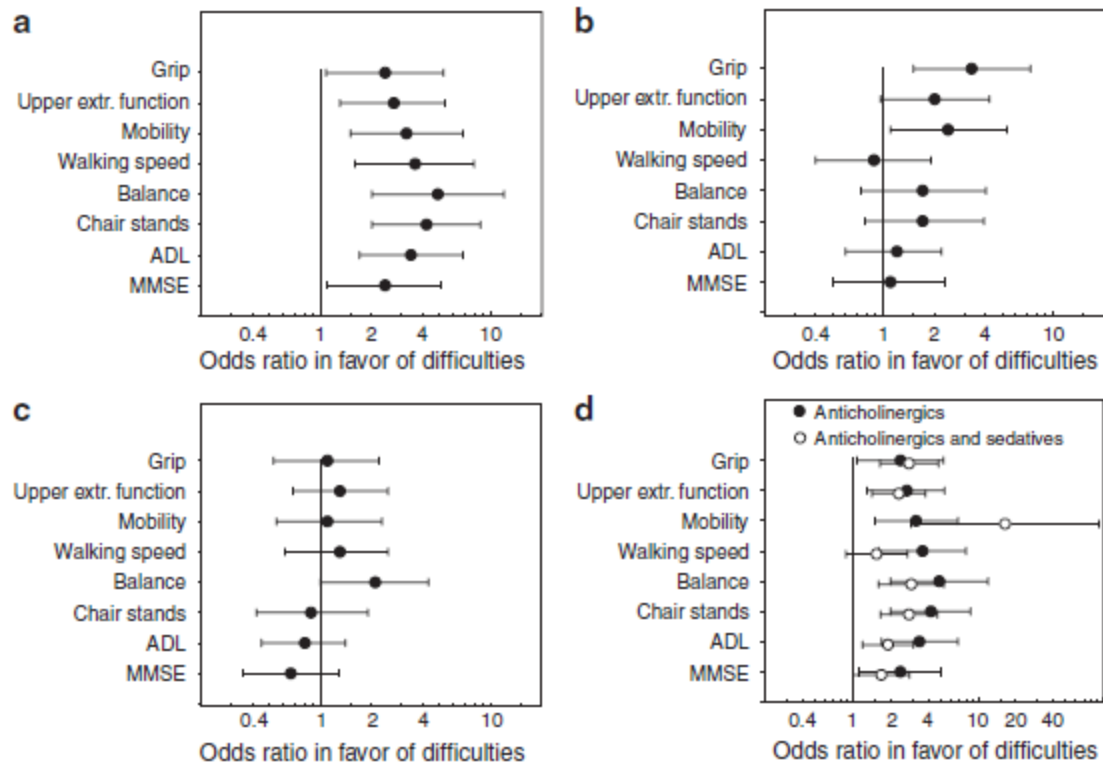 a
Grip
Upper extr. function
Mobility
Walking speed
Balance
Chair stands
ADL
MMSE
0.4 1 2 4 10
Odds ratio in favor of difficulties
b
Grip
Upper extr. function
Mobility
Walking speed
Balance
Chair stands
ADL
MMSE
0.4 1 2 4 10
Odds ratio in favor of difficulties
c
Grip
Upper extr. function
Mobility
Walking speed
Balance
Chair stands
ADL
MMSE
0.4 1 2 4 10
Odds ratio in favor of difficulties
d
Anticholinergics
Anticholinergics and sedatives
Grip
Upper extr. function
Mobility
Walking speed
Balance
Chair stands
ADL
MMSE
0.4 1 2 4 10 20 40
Odds ratio in favor of difficulties